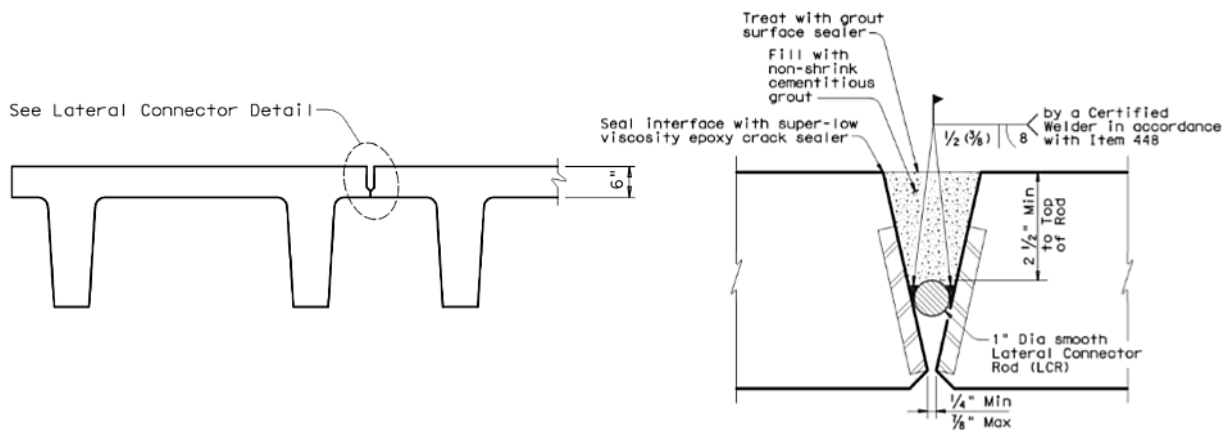 See Lateral Connector Detail
6"
Treat with grout
surface sealer
Fill with
non-shrink
cementitious
grout
Seal interface with super-low
viscosity epoxy crack sealer
1/2 (3/8)
8
by a Certified
Welder in accordance
with Item 448
2 1/2" Min
to Top
of Rod
1" Dia smooth
Lateral Connector
Rod (LCR)
1/4" Min
7/8" Max